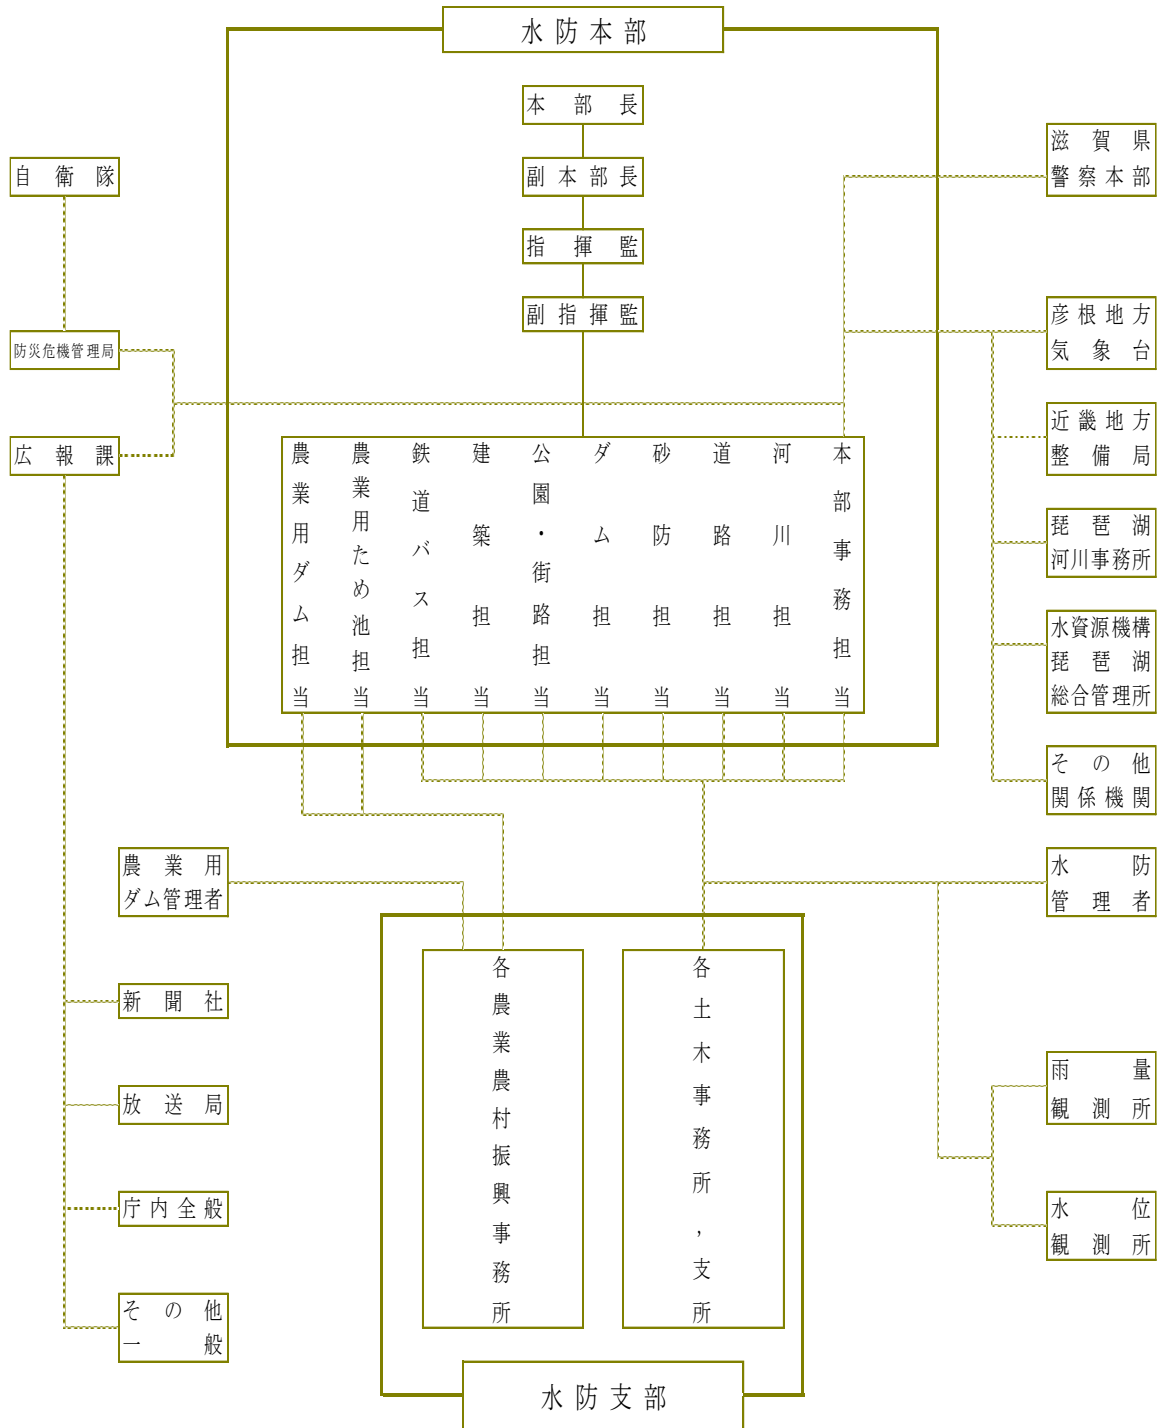 水防本部
本部長
副本部長
指揮監
副指揮監
自衛隊
防災危機管理局
広報課
滋賀県
警察本部
彦根地方
気象台
近畿地方
整備局
琵琶湖
河川事務所
水資源機構
琵琶湖
総合管理所
その他
関係機関
農業用ダム担当
農業用ため池担当
鉄道バス担当
建築担当
公園・街路担当
ダム担当
砂防担当
道路担当
河川担当
本部事務担当
農業用
ダム管理者
新聞社
放送局
庁内全般
その他
一般
水防
管理者
雨量
観測所
水位
観測所
各農業農村振興事務所
各土木事務所，支所
水防支部